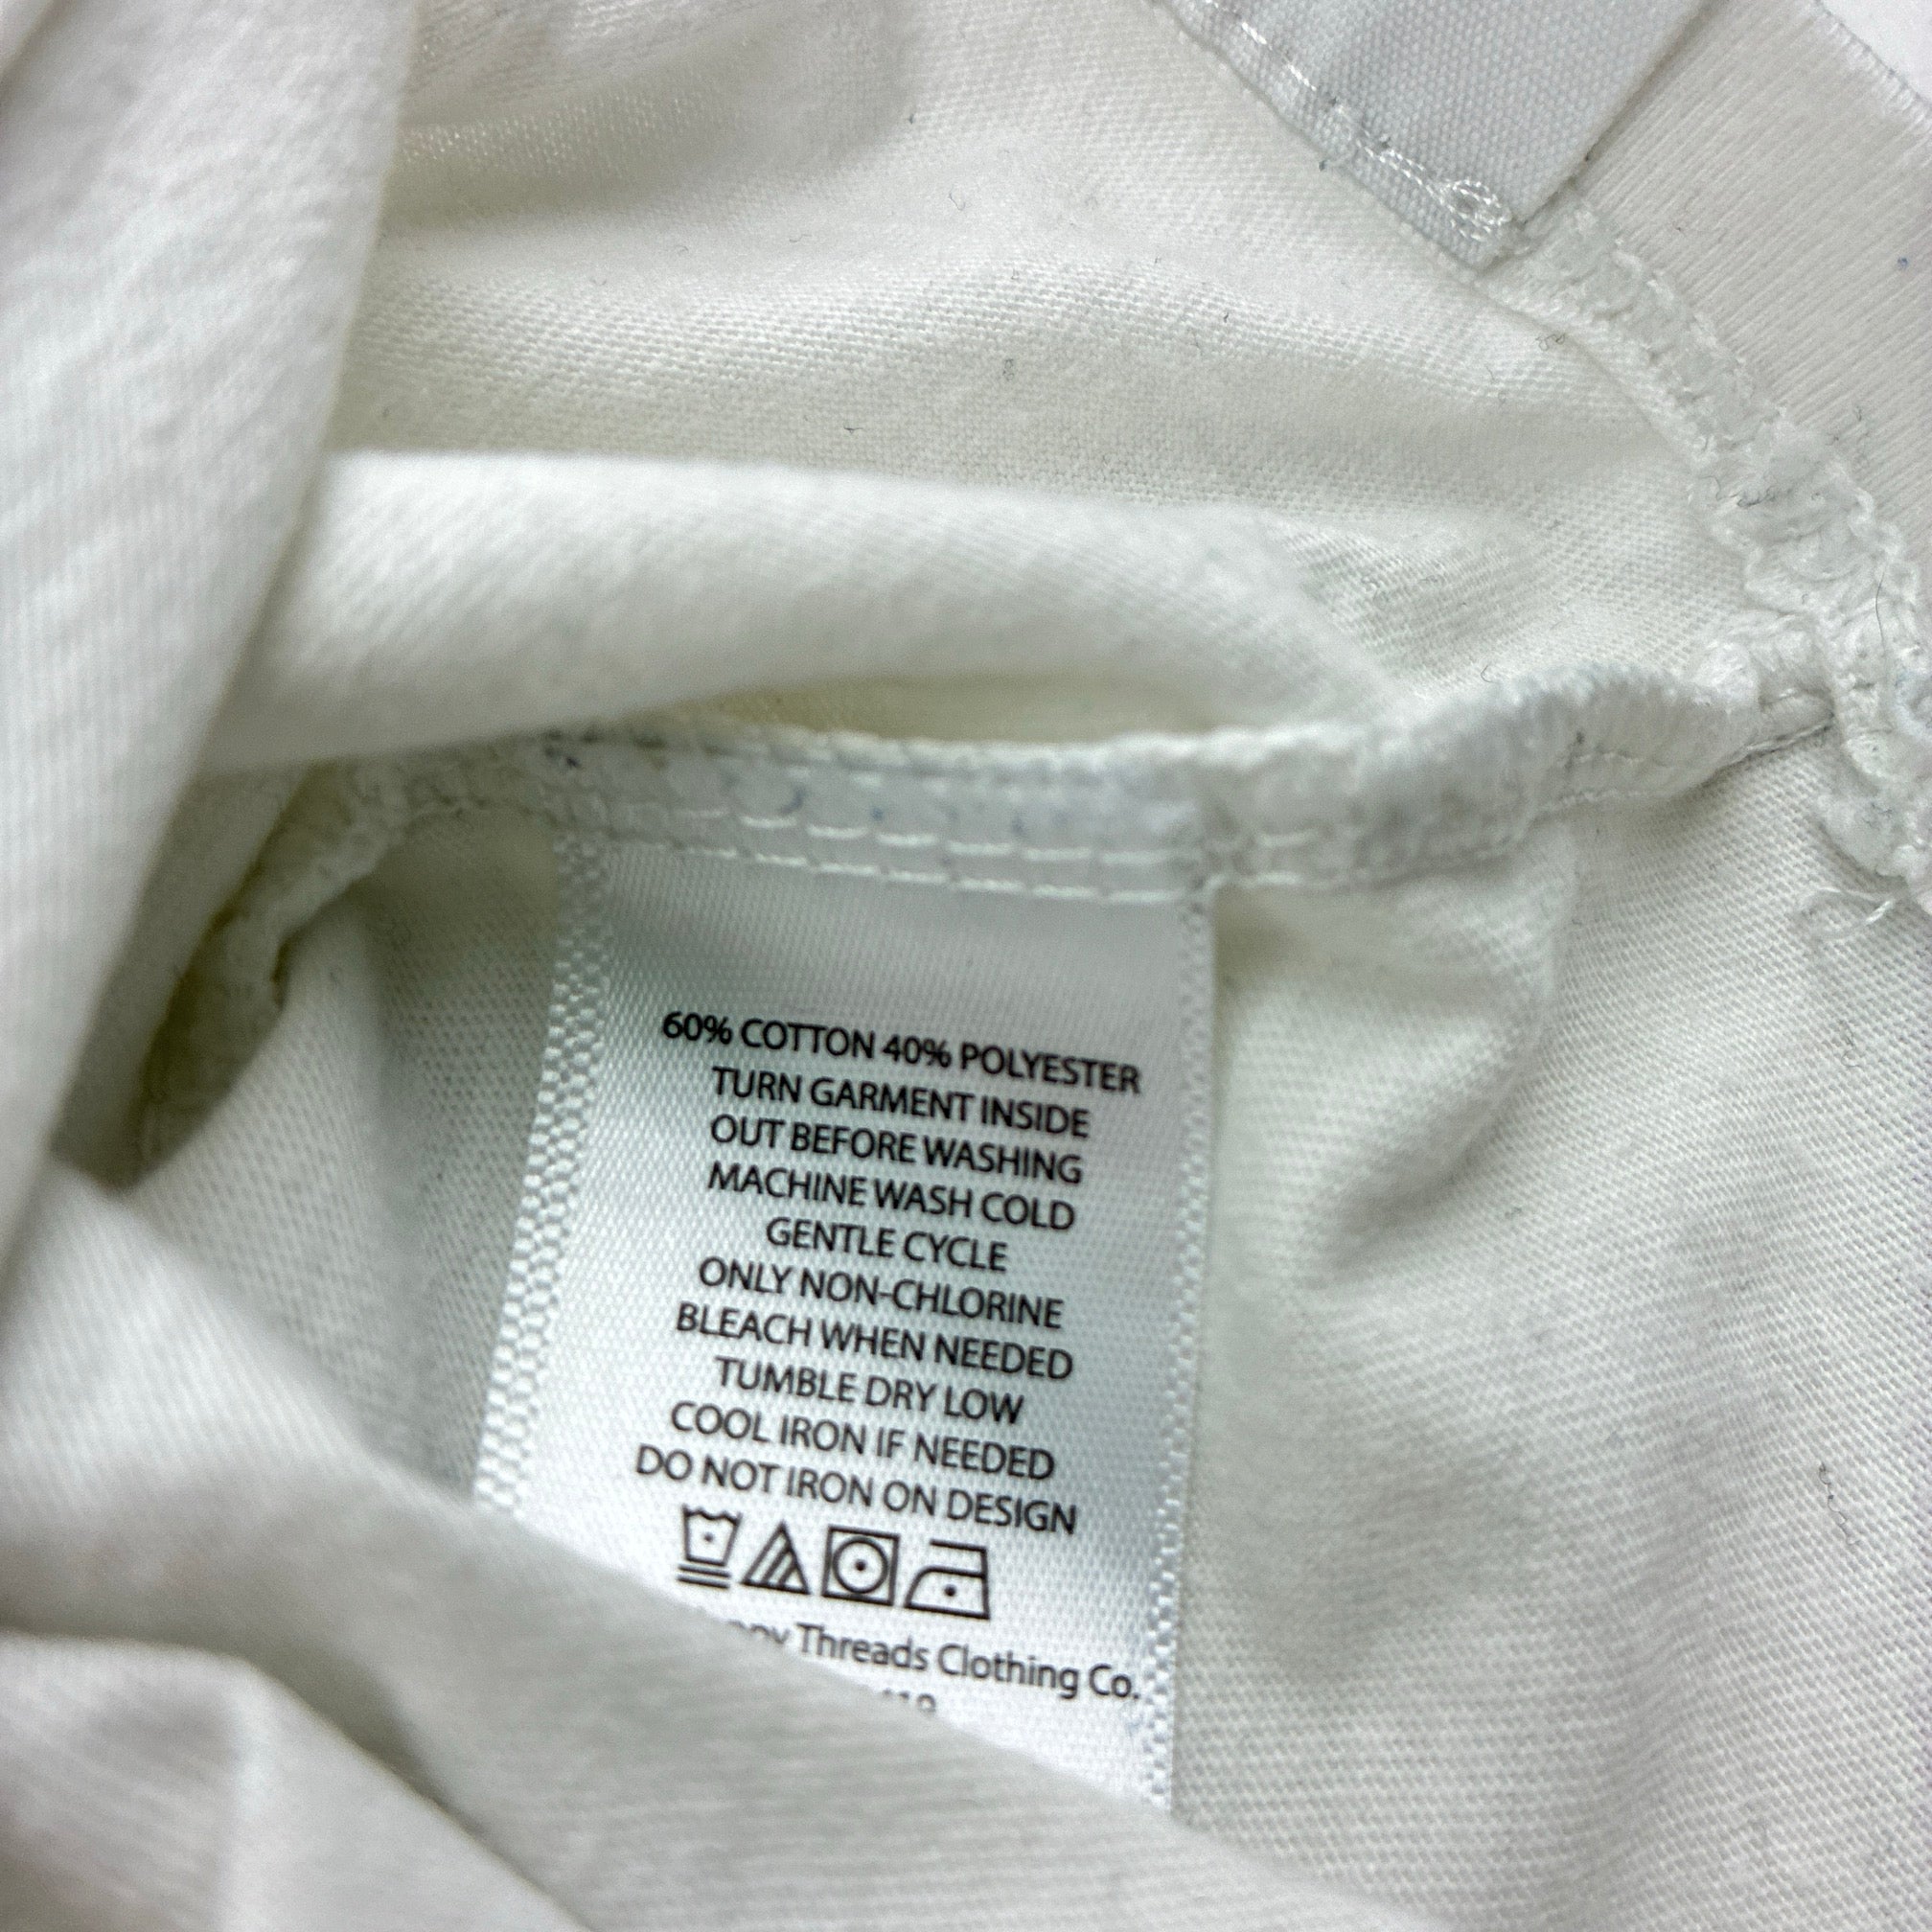 60% COTTON 40% POLYESTER
TURN GARMENT INSIDE
OUT BEFORE WASHING
MACHINE WASH COLD
GENTLE CYCLE
ONLY NON-CHLORINE
BLEACH WHEN NEEDED
TUMBLE DRY LOW
COOL IRON IF NEEDED
DO NOT IRON ON DESIGN
Threads Clothing Co.